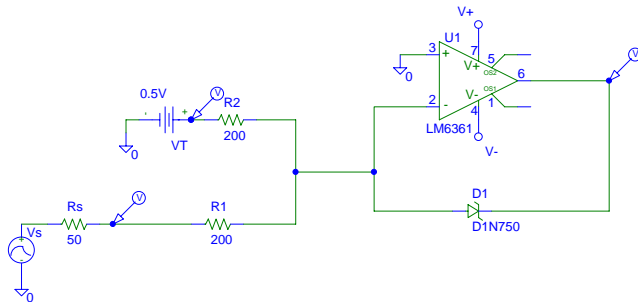 V+
U1
3
+
7
V+
5
OS2
6
V
0
2
-
V-
4
OS1
1
LM6361
V-
0.5V
-
+
V
R2
200
VT
0
Rs
50
V
R1
200
D1
D1N750
Vs
+
-
0